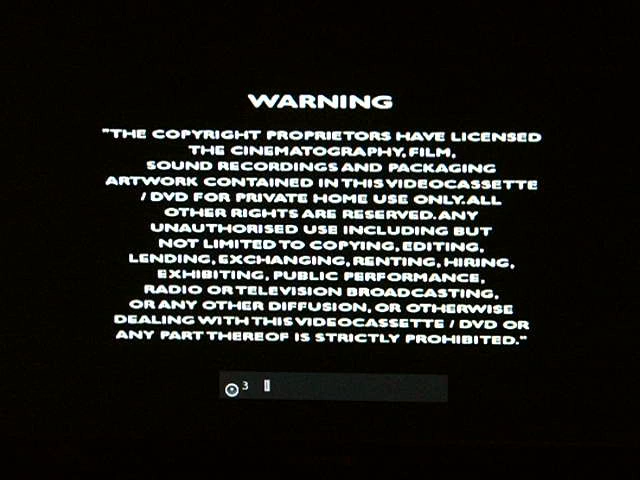 WARNING
"THE COPYRIGHT PROPRIETORS HAVE LICENSED
THE CINEMATOGRAPHY, FILM,
SOUND RECORDINGS AND PACKAGING
ARTWORK CONTAINED IN THIS VIDEOCASSETTE
/ DVD FOR PRIVATE HOME USE ONLY. ALL
OTHER RIGHTS ARE RESERVED. ANY
UNAUTHORISED USE INCLUDING BUT
NOT LIMITED TO COPYING, EDITING,
LENDING, EXCHANGING, RENTING, HIRING,
EXHIBITING, PUBLIC PERFORMANCE,
RADIO OR TELEVISION BROADCASTING,
OR ANY OTHER DIFFUSION, OR OTHERWISE
DEALING WITH THIS VIDEOCASSETTE / DVD OR
ANY PART THEREOF IS STRICTLY PROHIBITED."
3